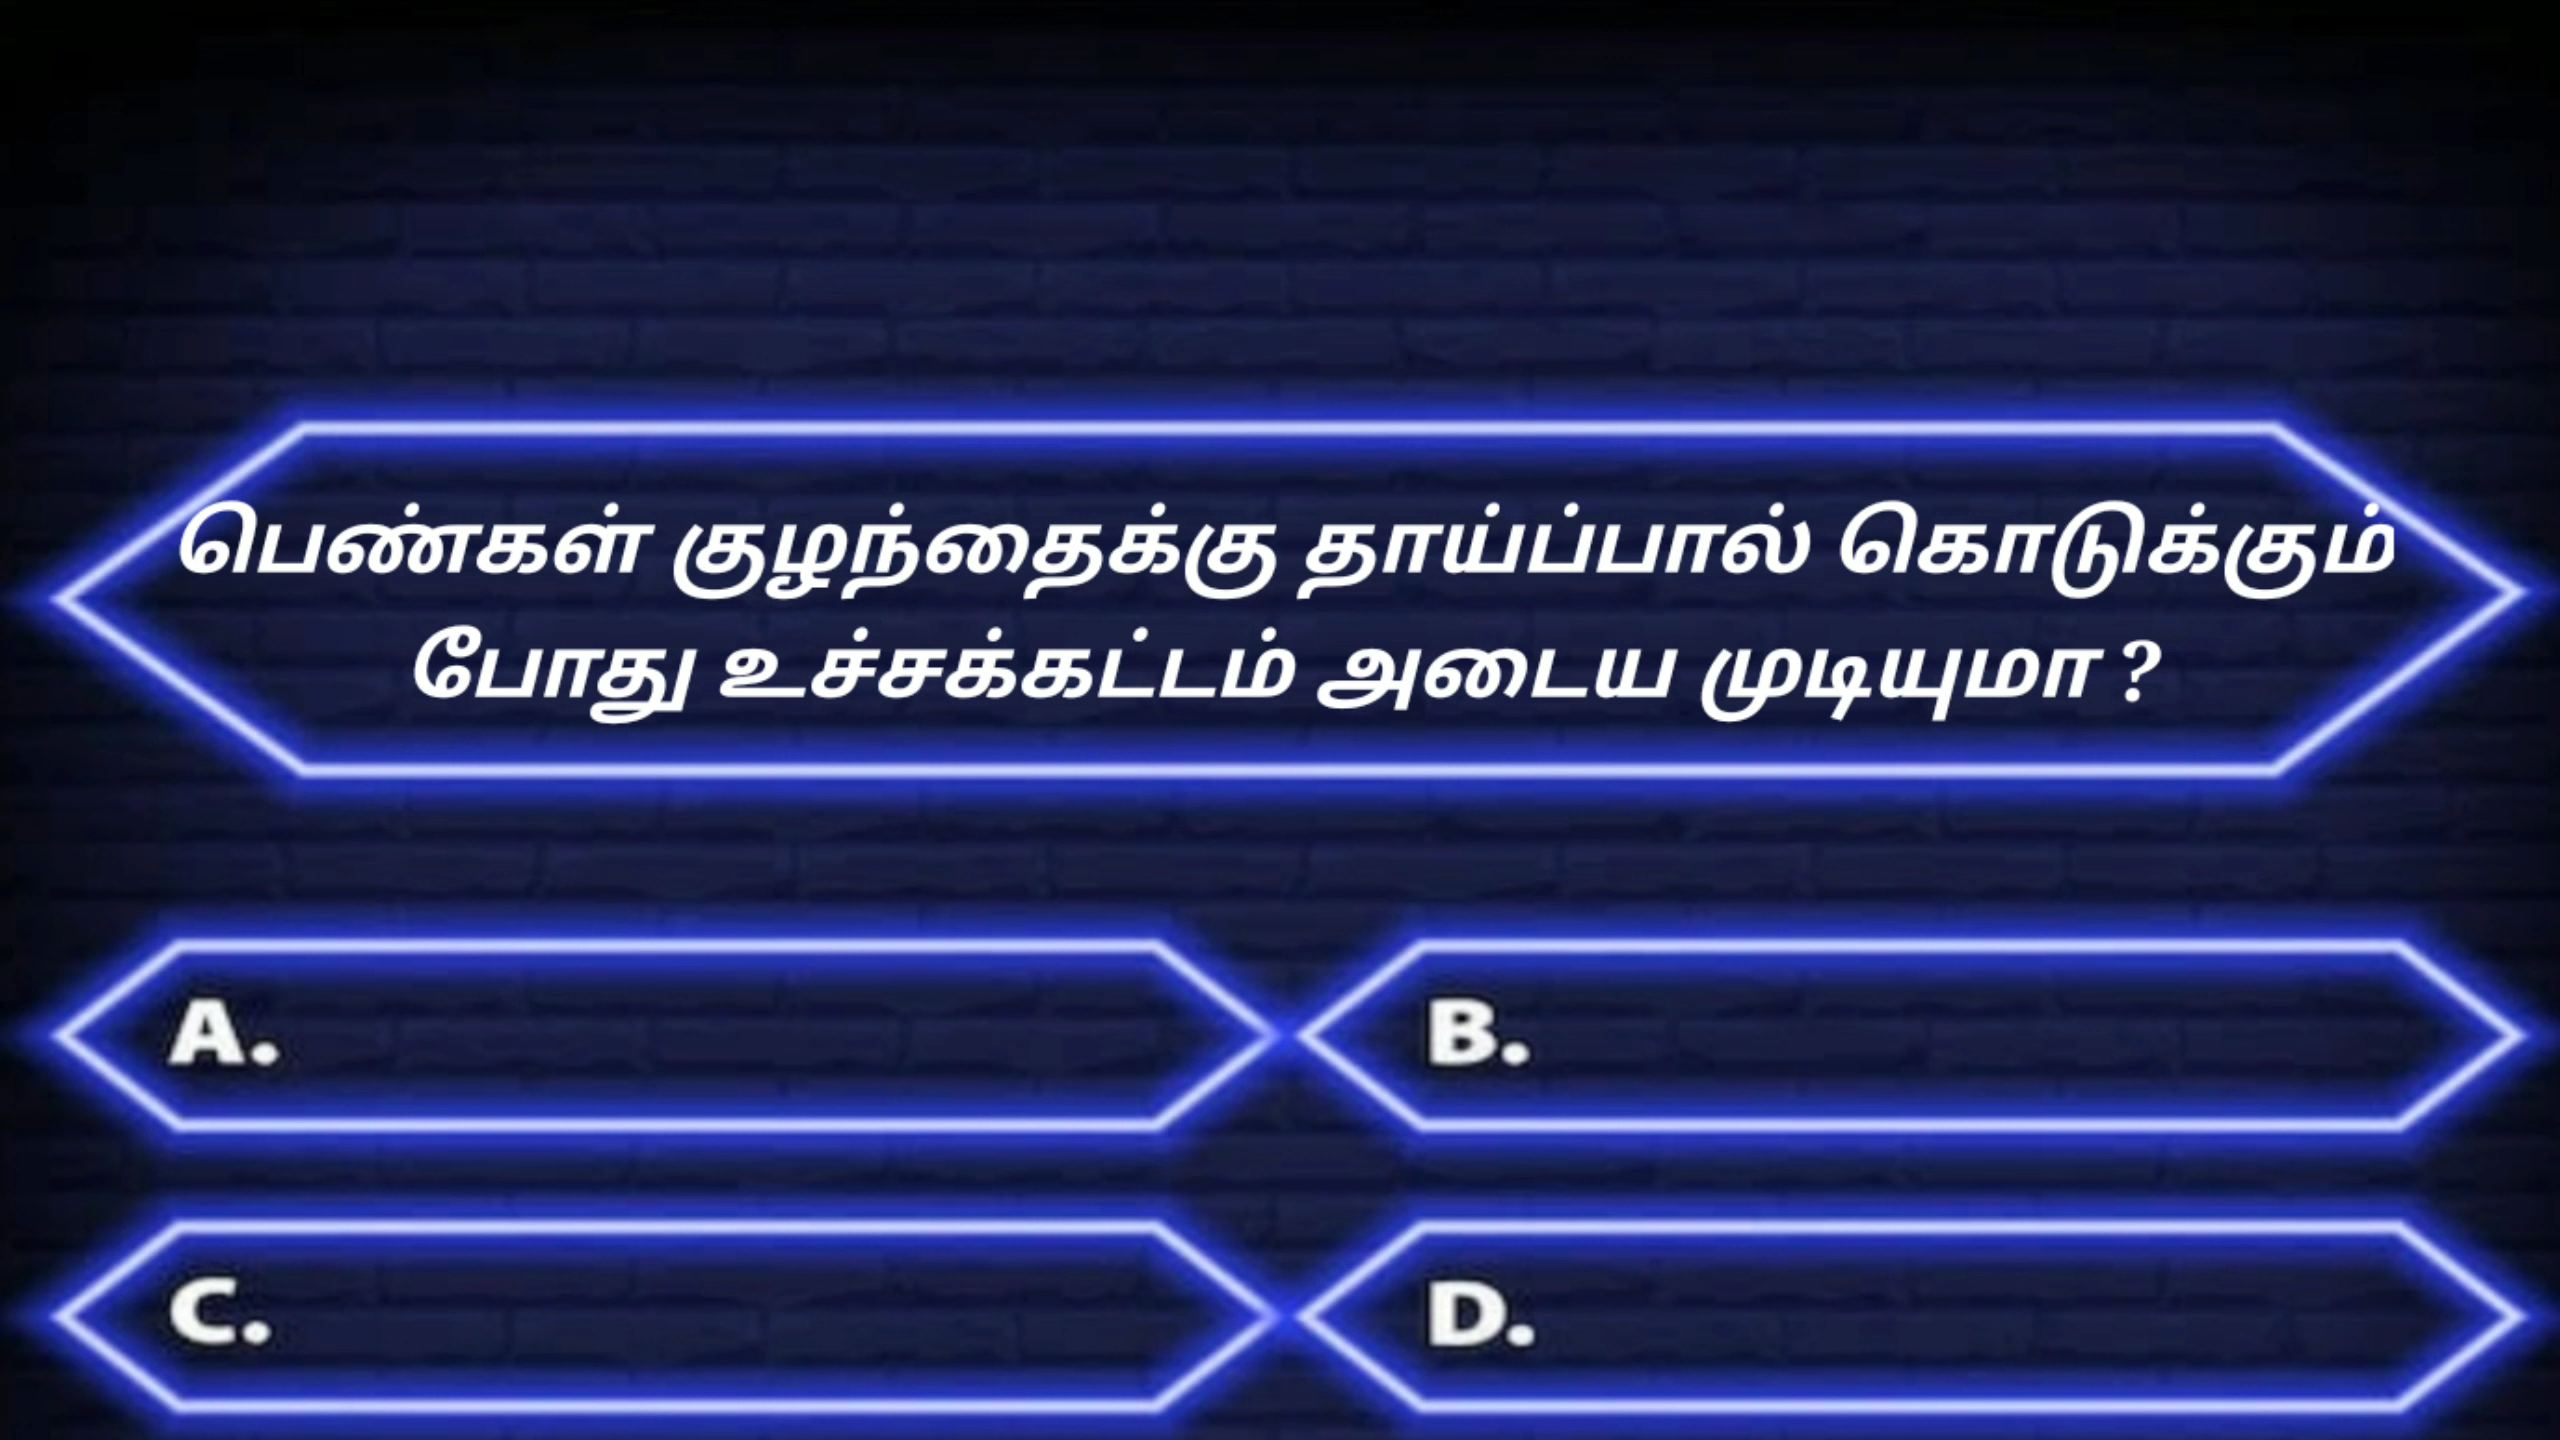 பெண்கள் குழந்தைக்கு தாய்ப்பால் கொடுக்கும்
போது உச்சக்கட்டம் அடைய முடியுமா ?
A.
B.
C.
D.